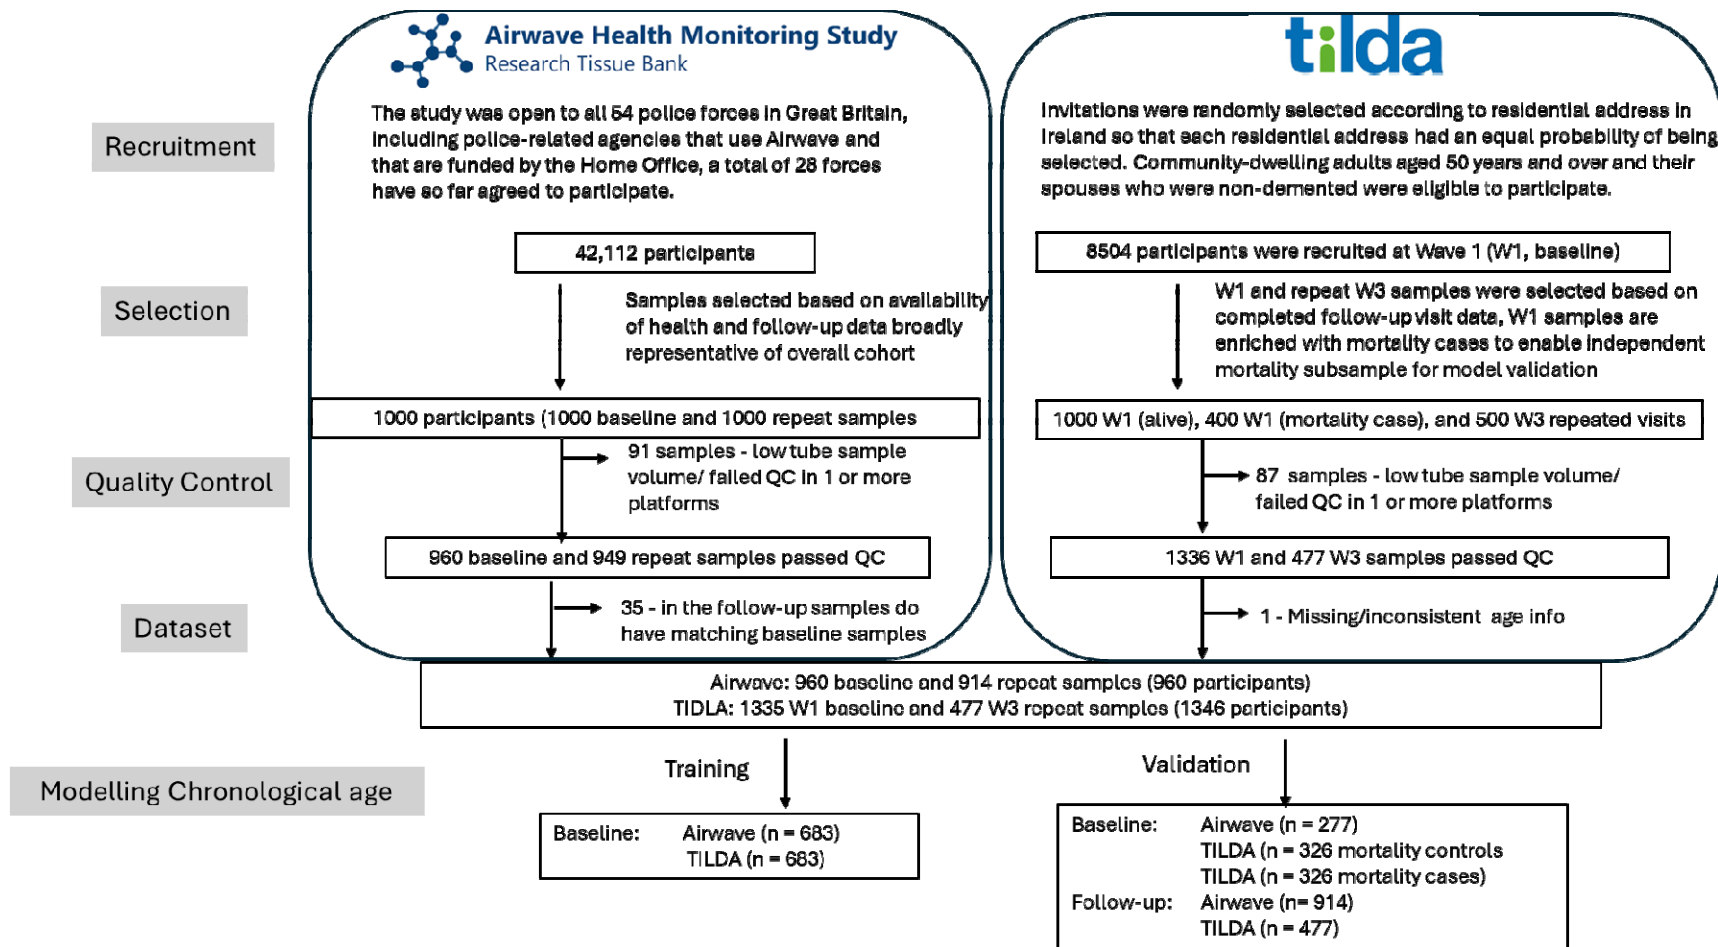 Airwave Health Monitoring Study
Research Tissue Bank
tilda
Recruitment
The study was open to all 54 police forces in Great Britain,
including police-related agencies that use Airwave and
that are funded by the Home Office, a total of 28 forces
have so far agreed to participate.
Invitations were randomly selected according to residential address in
Ireland so that each residential address had an equal probability of being
selected. Community-dwelling adults aged 50 years and over and their
spouses who were non-demented were eligible to participate.
42,112 participants
8504 participants were recruited at Wave 1 (W1, baseline)
Selection
Samples selected based on availability
of health and follow-up data broadly
representative of overall cohort
W1 and repeat W3 samples were selected based on
completed follow-up visit data, W1 samples are
enriched with mortality cases to enable independent
mortality subsample for model validation
1000 participants (1000 baseline and 1000 repeat samples
1000 W1 (alive), 400 W1 (mortality case), and 500 W3 repeated visits
Quality Control
91 samples - low tube sample
volume/ failed QC in 1 or more
platforms
87 samples - low tube sample volume/
failed QC in 1 or more platforms
960 baseline and 949 repeat samples passed QC
1336 W1 and 477 W3 samples passed QC
Dataset
35 - in the follow-up samples do
have matching baseline samples
1 - Missing/inconsistent age info
Airwave: 960 baseline and 914 repeat samples (960 participants)
TIDLA: 1335 W1 baseline and 477 W3 repeat samples (1346 participants)
Modelling Chronological age
Training
Validation
Baseline: Airwave (n = 683)
TILDA (n = 683)
Baseline: Airwave (n = 277)
TILDA (n = 326 mortality controls
TILDA (n = 326 mortality cases)
Follow-up: Airwave (n= 914)
TILDA (n = 477)